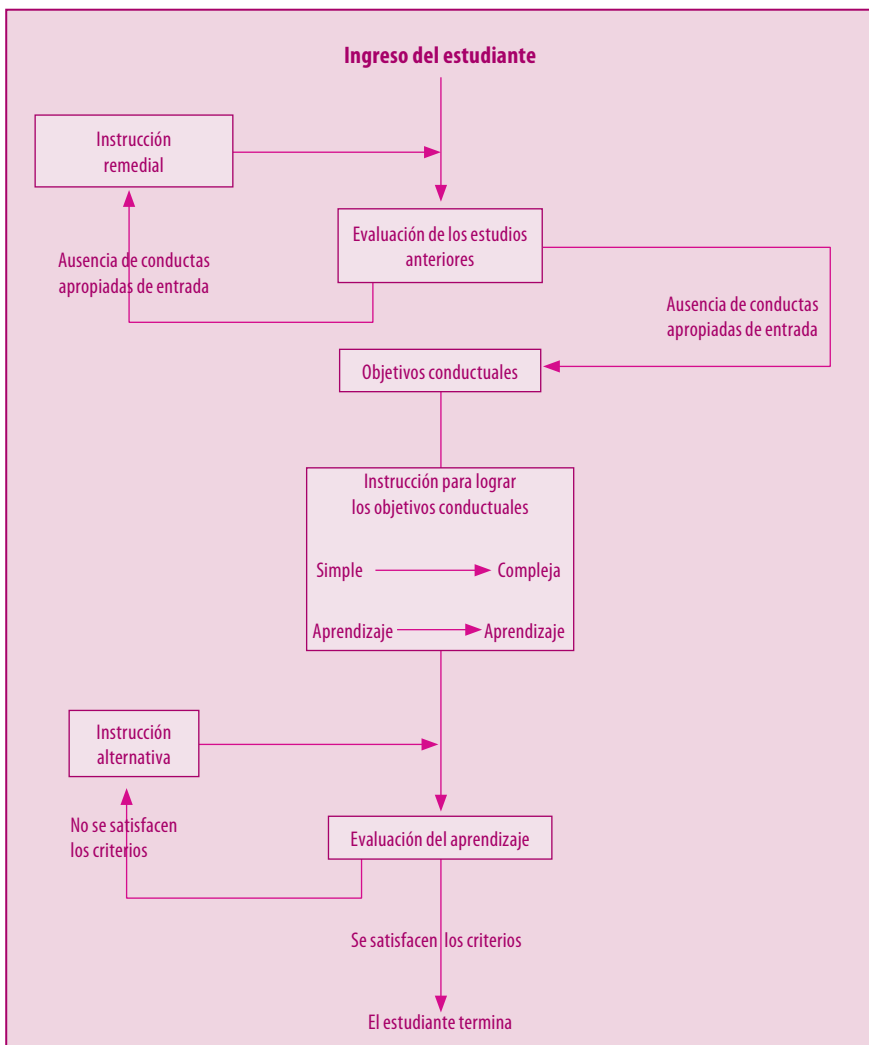 Ingreso del estudiante
Instrucción
remedial
Evaluación de los estudios
anteriores
Ausencia de conductas
apropiadas de entrada
Ausencia de conductas
apropiadas de entrada
Objetivos conductuales
Instrucción para lograr
los objetivos conductuales
Simple Compleja
Aprendizaje Aprendizaje
Instrucción
alternativa
No se satisfacen
los criterios
Evaluación del aprendizaje
Se satisfacen los criterios
El estudiante termina